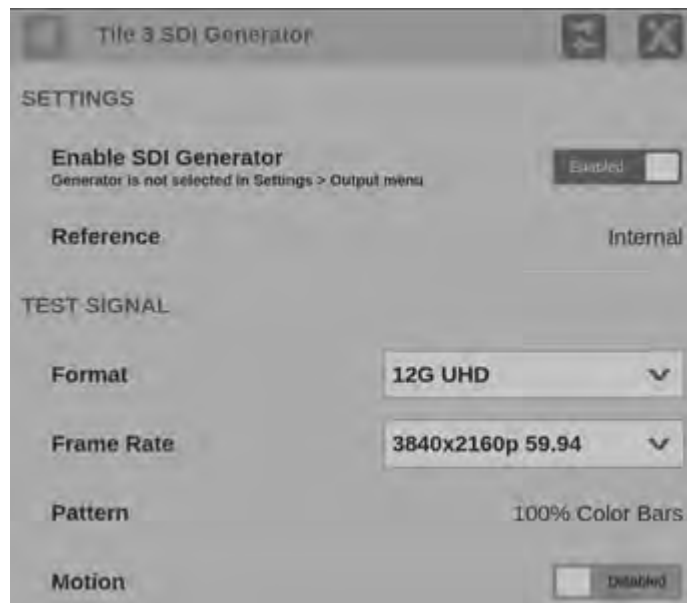 Tile 3 SDI Generator
SETTINGS
Enable SDI Generator
Enabled
Generator is not selected in Settings > Output menu
Reference
Internal
TEST SIGNAL
Format
12G UHD
Frame Rate
3840x2160p 59.94
Pattern
100% Color Bars
Motion
Disabled